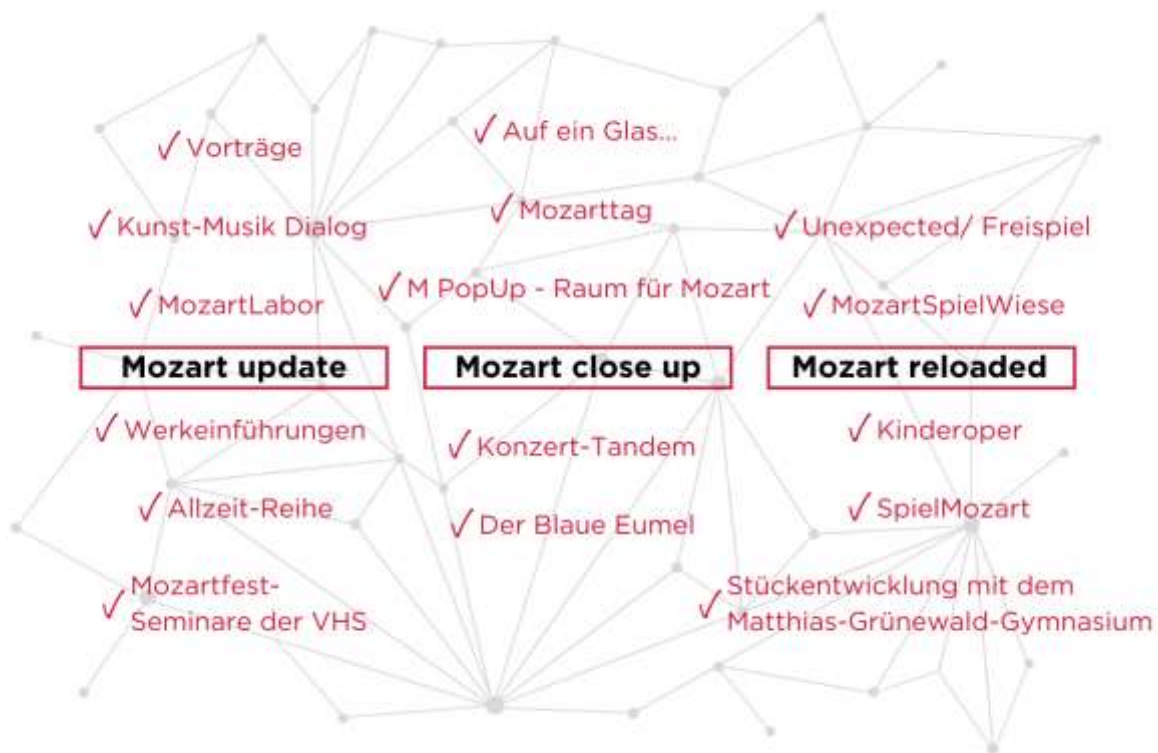 Vorträge
Kunst-Musik Dialog
MozartLabor
Mozart update
Werkeinführungen
Allzeit-Reihe
Mozartfest-
Seminare der VHS
Auf ein Glas...
Mozarttag
M PopUp - Raum für Mozart
Mozart close up
Konzert-Tandem
Der Blaue Eumel
Unexpected/ Freispiel
MozartSpielWiese
Mozart reloaded
Kinderoper
SpielMozart
Stückentwicklung mit dem
Matthias-Grünewald-Gymnasium